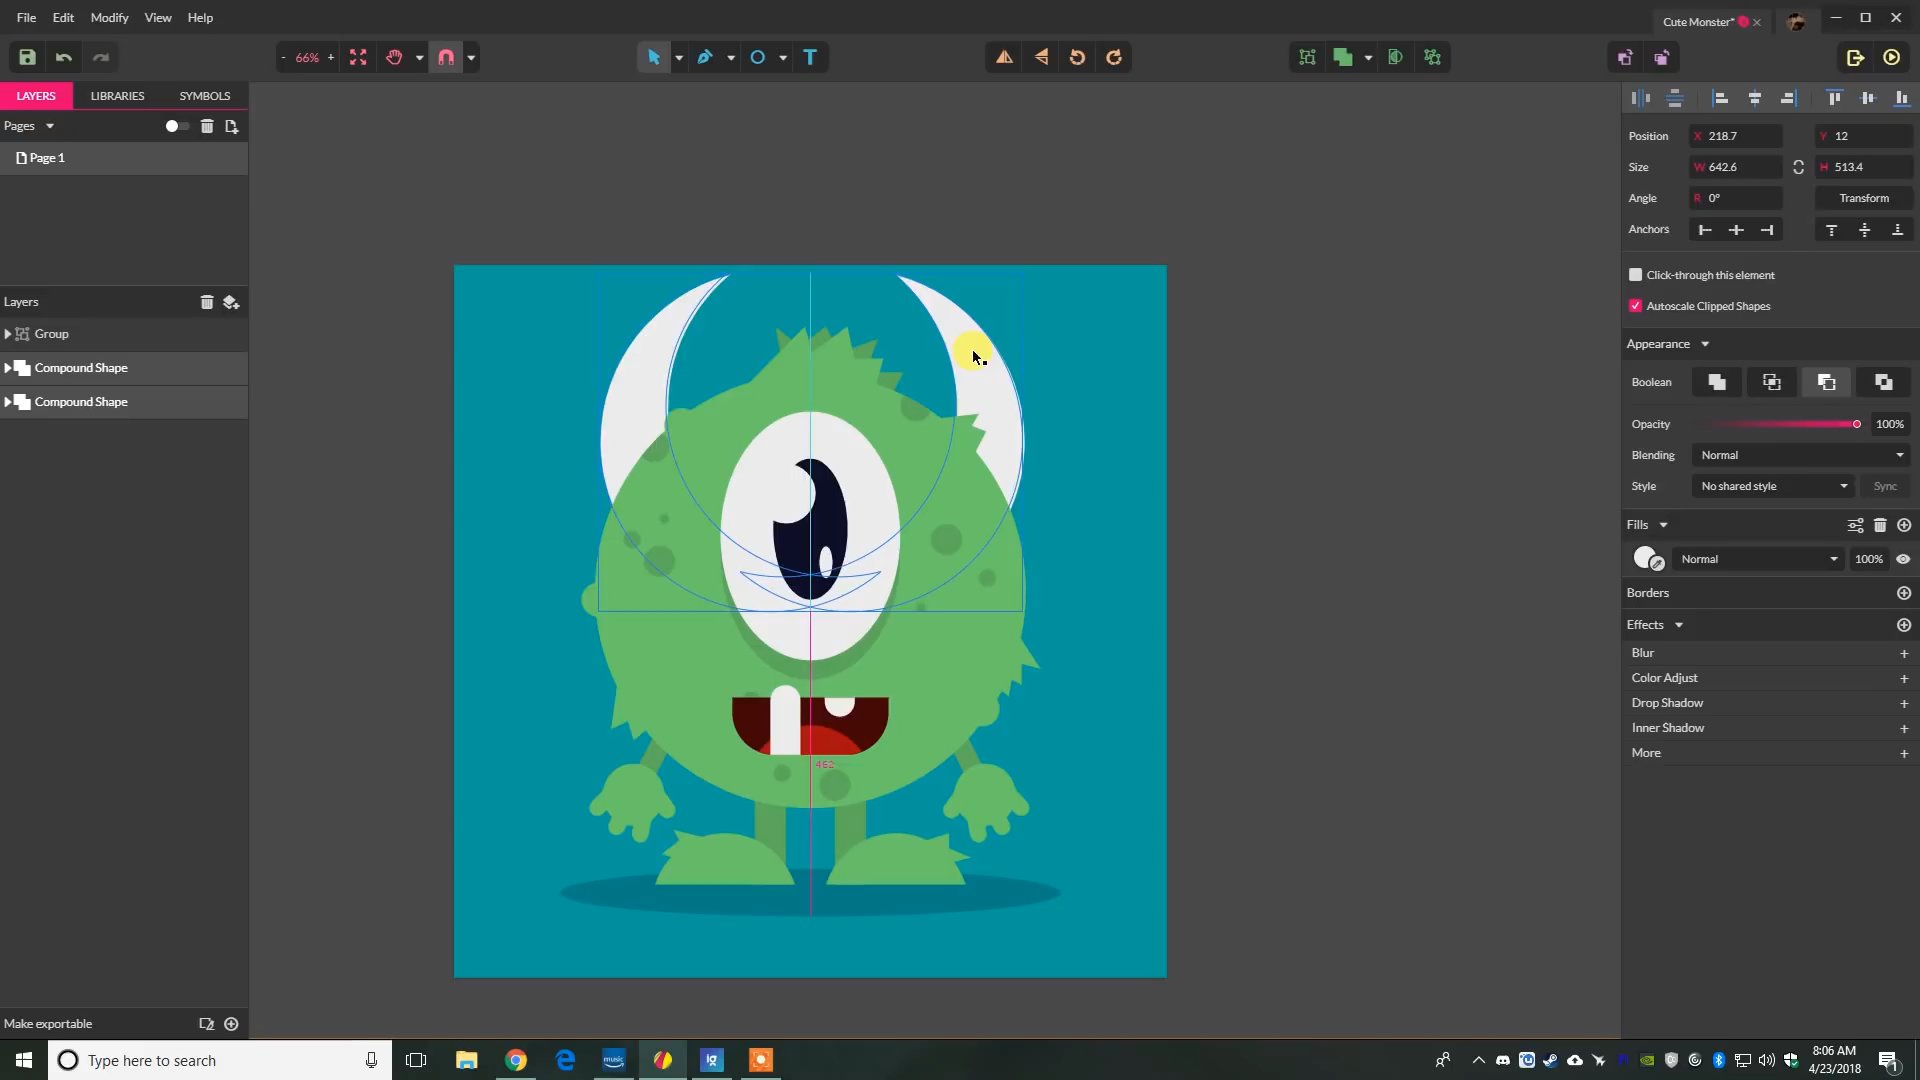 File Edit Modify View Help
Cute Monster*
- 66% +
T
LAYERS LIBRARIES SYMBOLS
Pages
Page 1
Layers
Group
Compound Shape
Compound Shape
Make exportable
Position X 218.7 Y 12
Size W 642.6 H 513.4
Angle R 0° Transform
Anchors
Click-through this element
Autoscale Clipped Shapes
Appearance
Boolean
Opacity 100%
Blending Normal
Style No shared style Sync
Fills
Normal 100%
Borders
Effects
Blur
Color Adjust
Drop Shadow
Inner Shadow
More
462
Type here to search
music
ig
8:06 AM
4/23/2018
1